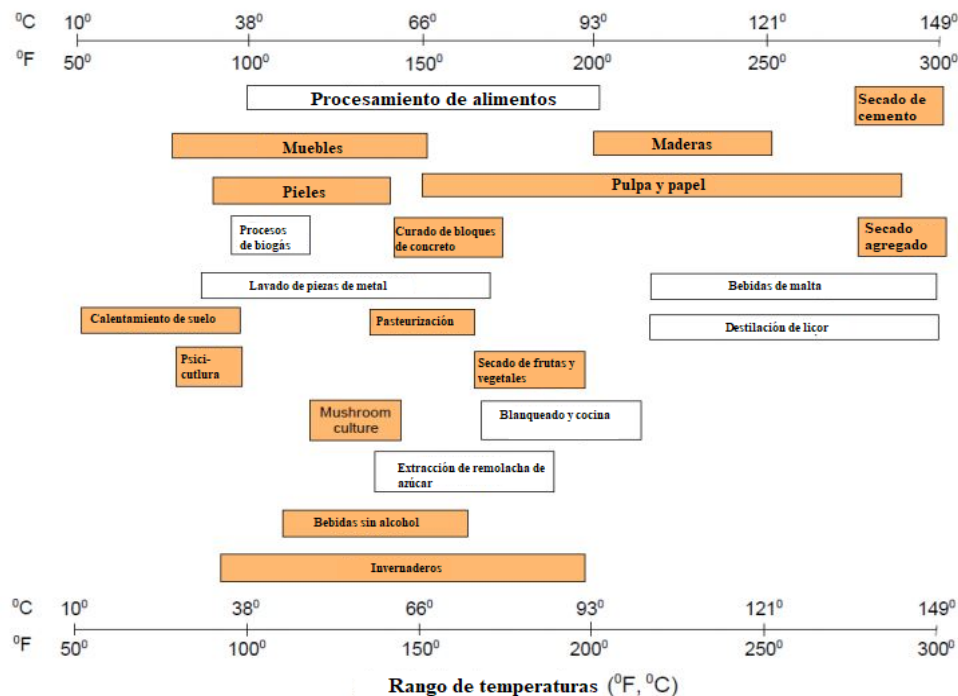 ⁰C 10⁰ 38⁰ 66⁰ 93⁰ 121⁰ 149⁰
⁰F 50⁰ 100⁰ 150⁰ 200⁰ 250⁰ 300⁰
Procesamiento de alimentos
Secado de
cemento
Muebles
Maderas
Pieles
Pulpa y papel
Procesos
de biogás
Curado de bloques
de concreto
Secado
agregado
Lavado de piezas de metal
Bebidas de malta
Calentamiento de suelo
Pasteurización
Destilación de licor
Psici-
cutlura
Secado de frutas y
vegetales
Mushroom
culture
Blanqueado y cocina
Extracción de remolacha de
azúcar
Bebidas sin alcohol
Invernaderos
⁰C 10⁰ 38⁰ 66⁰ 93⁰ 121⁰ 149⁰
⁰F 50⁰ 100⁰ 150⁰ 200⁰ 250⁰ 300⁰
Rango de temperaturas (⁰F, ⁰C)